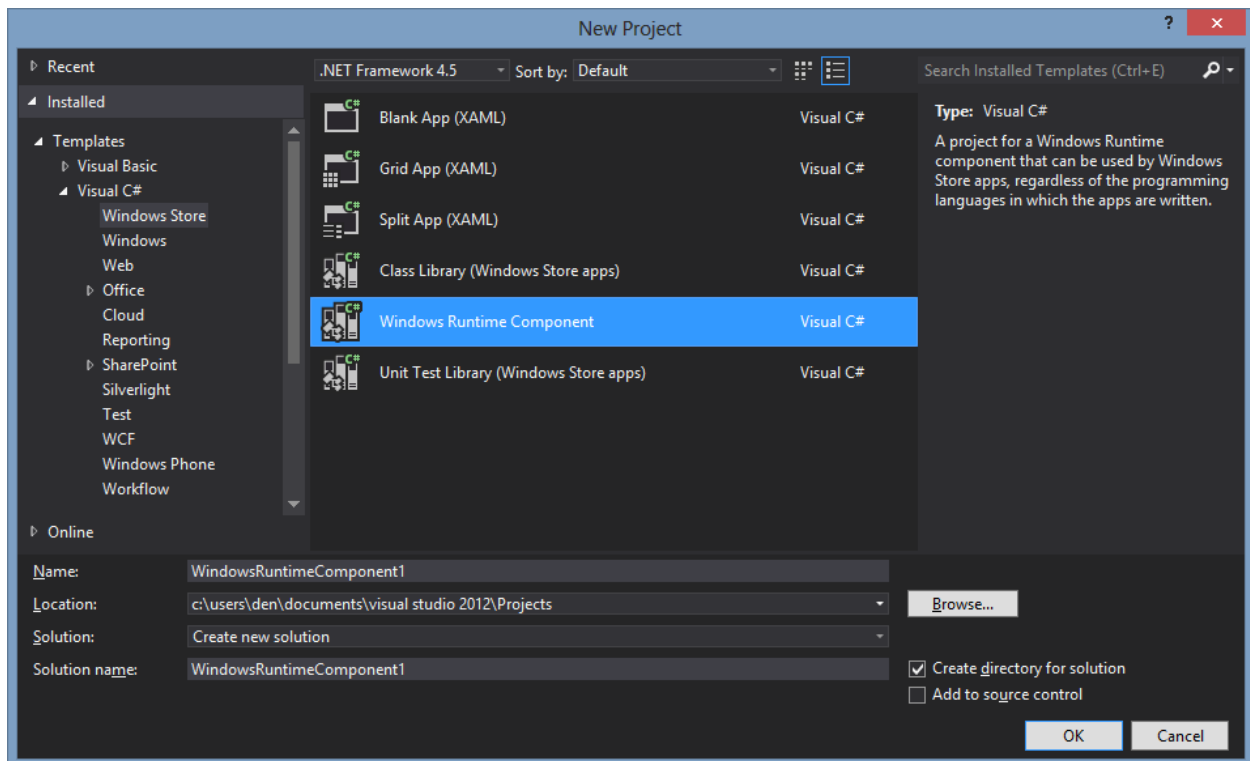 New Project
?
Recent
.NET Framework 4.5
Sort by: Default
Search Installed Templates (Ctrl+E)
Installed
Templates
Visual Basic
Visual C#
Windows Store
Windows
Web
Office
Cloud
Reporting
SharePoint
Silverlight
Test
WCF
Windows Phone
Workflow
Online
C# Blank App (XAML) Visual C#
C# Grid App (XAML) Visual C#
C# Split App (XAML) Visual C#
C# Class Library (Windows Store apps) Visual C#
C# Windows Runtime Component Visual C#
C# Unit Test Library (Windows Store apps) Visual C#
Type: Visual C#
A project for a Windows Runtime
component that can be used by Windows
Store apps, regardless of the programming
languages in which the apps are written.
Name: WindowsRuntimeComponent1
Location: c:\users\den\documents\visual studio 2012\Projects
Browse...
Solution: Create new solution
Solution name: WindowsRuntimeComponent1
Create directory for solution
Add to source control
OK
Cancel